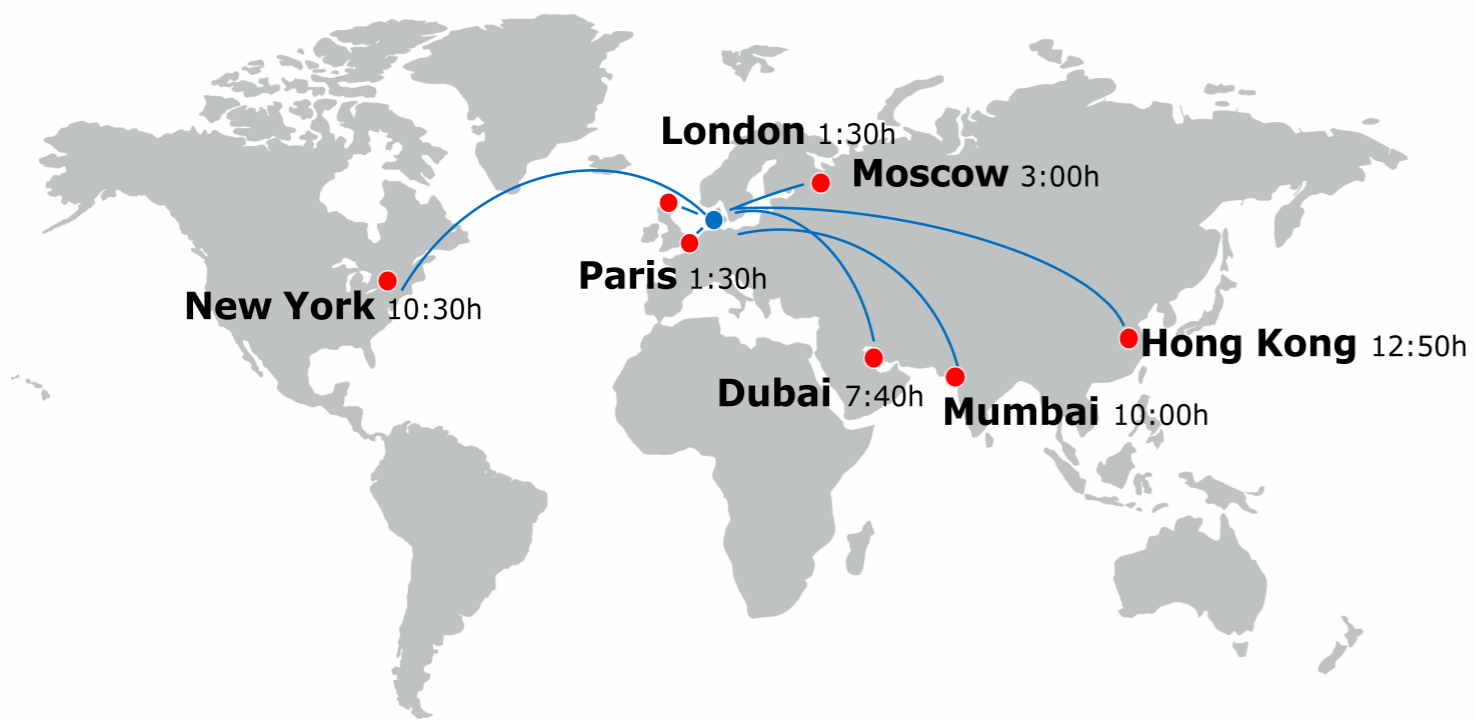 London 1:30h
Moscow 3:00h
Paris 1:30h
New York 10:30h
Hong Kong 12:50h
Dubai 7:40h
Mumbai 10:00h